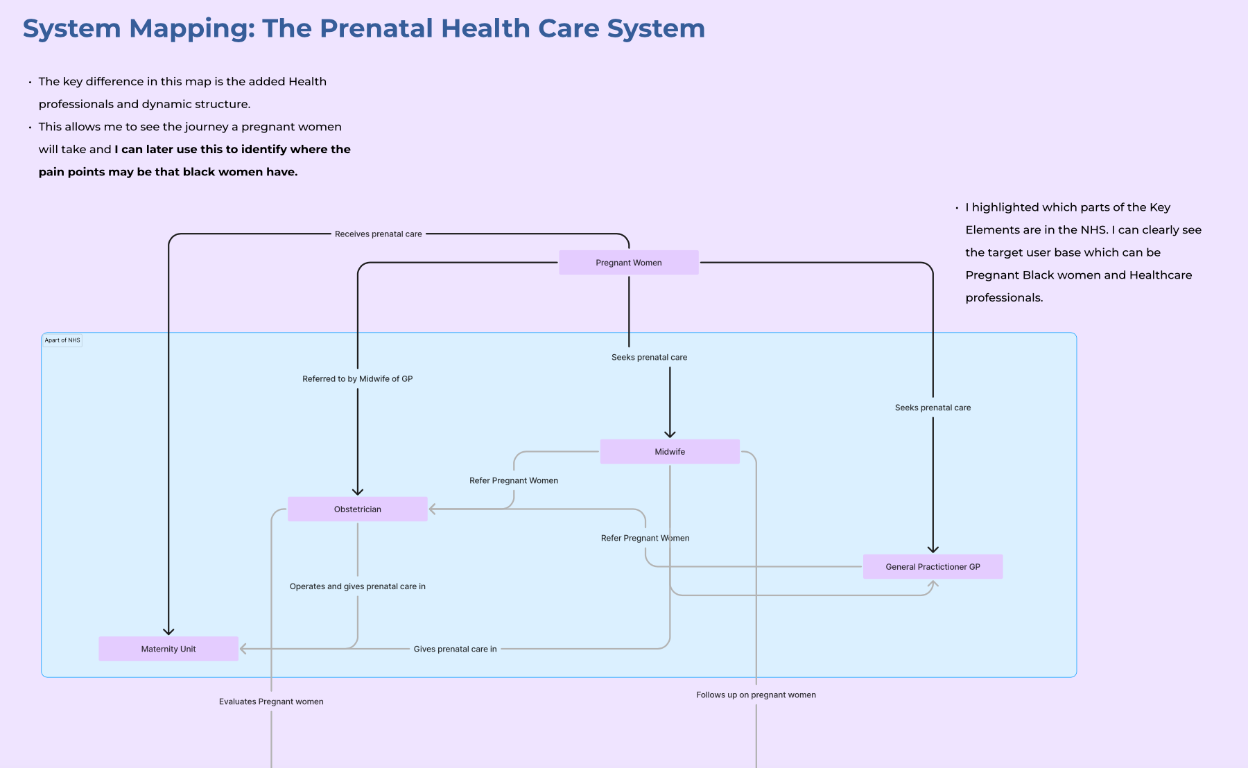 System Mapping: The Prenatal Health Care System
• The key difference in this map is the added Health
professionals and dynamic structure.
• This allows me to see the journey a pregnant women
will take and I can later use this to identify where the
pain points may be that black women have.
• I highlighted which parts of the Key
Elements are in the NHS. I can clearly see
the target user base which can be
Pregnant Black women and Healthcare
professionals.
Receives prenatal care
Pregnant Women
Apart of NHS
Seeks prenatal care
Referred to by Midwife of GP
Seeks prenatal care
Midwife
Refer Pregnant Women
Obstetrician
Refer Pregnant Women
General Practictioner GP
Operates and gives prenatal care in
Maternity Unit
Gives prenatal care in
Follows up on pregnant women
Evaluates Pregnant women